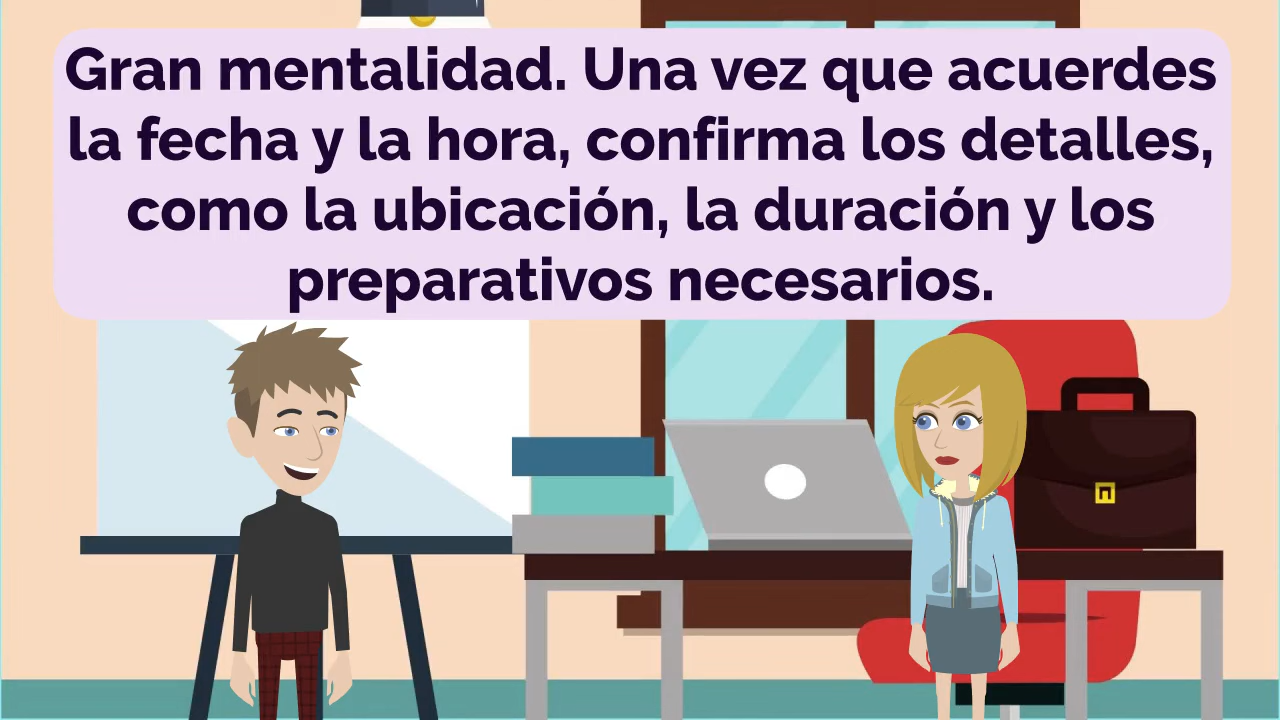 Gran mentalidad. Una vez que acuerdes
la fecha y la hora, confirma los detalles,
como la ubicación, la duración y los
preparativos necesarios.